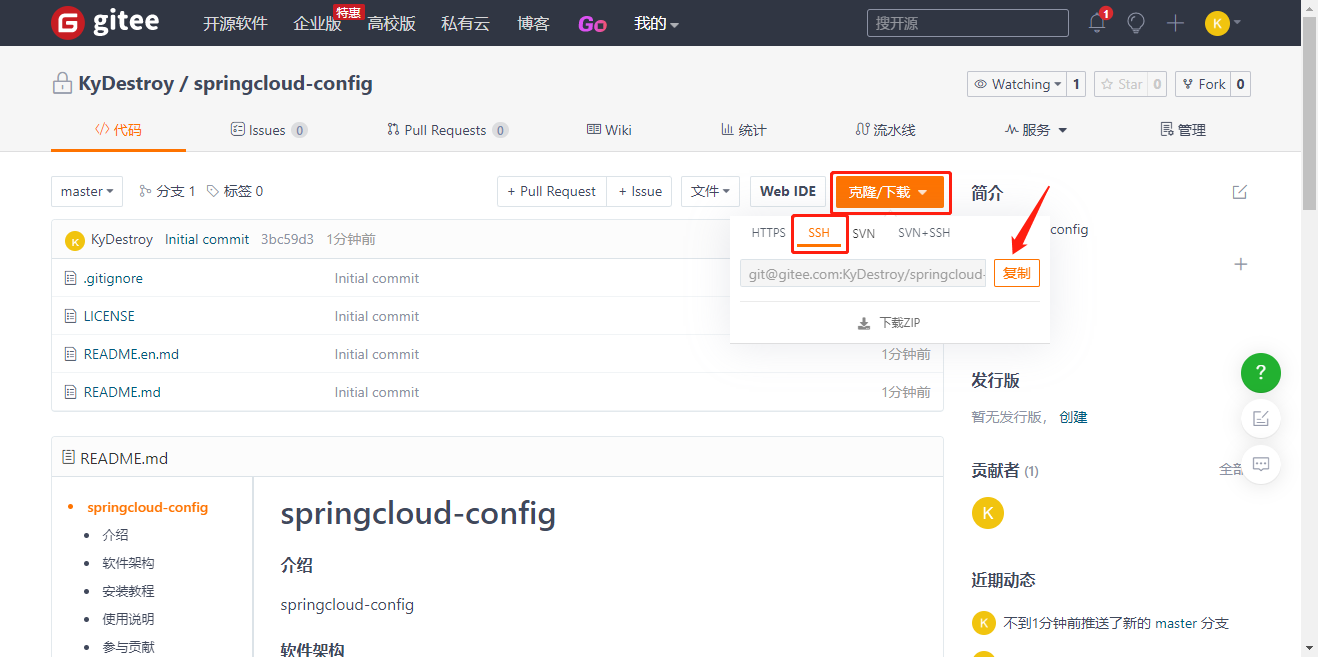 gitee 开源软件 企业版 特惠 高校版 私有云 博客 Go 我的 搜开源 1 K
KyDestroy / springcloud-config Watching 1 Star 0 Fork 0
代码 Issues 0 Pull Requests 0 Wiki 统计 流水线 服务 管理
master 分支 1 标签 0 + Pull Request + Issue 文件 Web IDE 克隆/下载
简介
HTTPS SSH SVN SVN+SSH
config
git@gitee.com:KyDestroy/springcloud- 复制
下载ZIP
K KyDestroy Initial commit 3bc59d3 1分钟前
.gitignore Initial commit
LICENSE Initial commit
README.en.md Initial commit 1分钟前
README.md Initial commit 1分钟前
发行版
暂无发行版， 创建
贡献者 (1) 全部
K
近期动态
K 不到1分钟前推送了新的 master 分支
README.md
springcloud-config
介绍
软件架构
安装教程
使用说明
参与贡献
springcloud-config
介绍
springcloud-config
软件架构
?